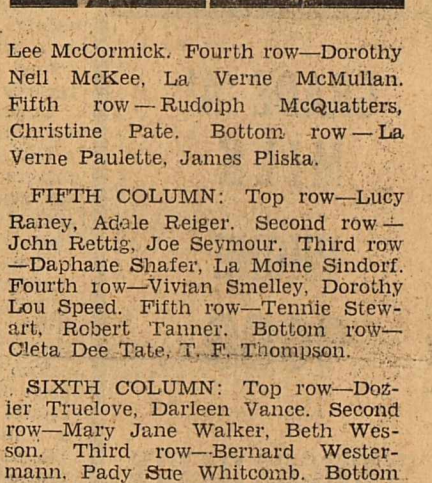 Lee McCormick. Fourth row—Dorothy
Nell McKee, La Verne McMullan.
Fifth row—Rudolph McQuatters,
Christine Pate. Bottom row—La
Verne Paulette, James Pliska.
FIFTH COLUMN: Top row—Lucy
Raney, Adele Reiger. Second row—
John Rettig, Joe Seymour. Third row
—Daphane Shafer, La Moine Sindorf.
Fourth row—Vivian Smelley, Dorothy
Lou Speed. Fifth row—Tennie Stew-
art, Robert Tanner. Bottom row—
Cleta Dee Tate, T. F. Thompson.
SIXTH COLUMN: Top row—Doz-
ier Truelove, Darleen Vance. Second
row—Mary Jane Walker, Beth Wes-
son. Third row—Bernard Wester-
mann, Pady Sue Whitcomb. Bottom